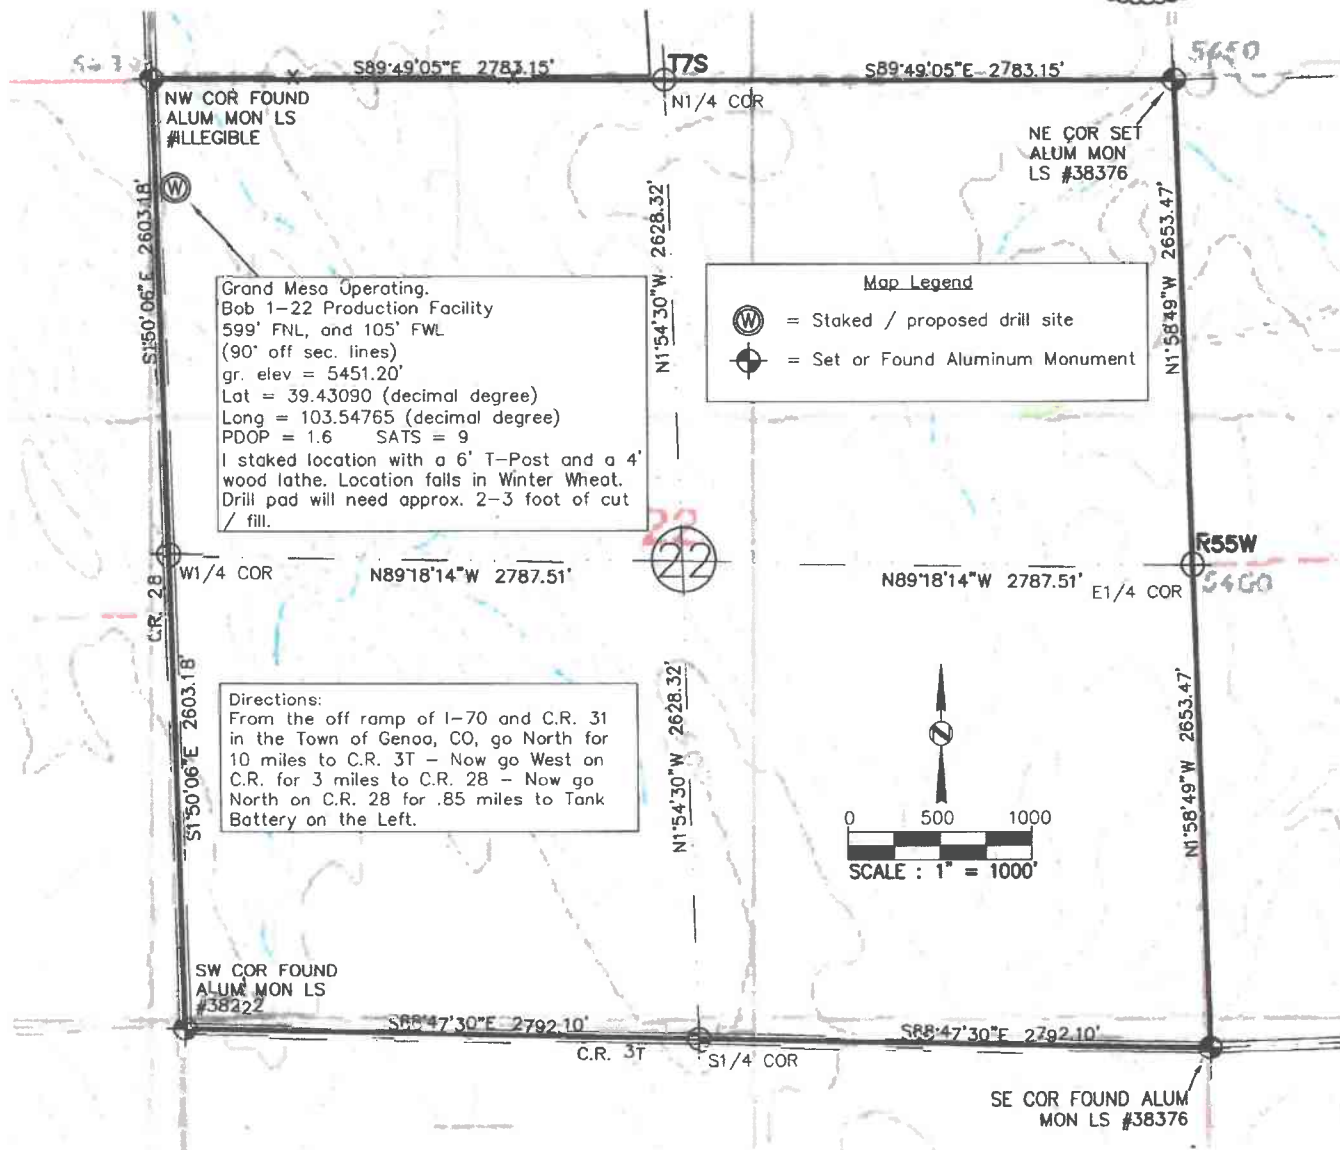 5450
S89°49'05"E 2783.15'
T7S
S89°49'05"E 2783.15'
NW COR FOUND
ALUM MON LS
#ILLEGIBLE
N1/4 COR
NE COR SET
ALUM MON
LS #38376
W
S1°50'06"E 2603.18'
N1°54'30"W 2628.32'
N1°58'49"W 2653.47'
Grand Mesa Operating.
Bob 1-22 Production Facility
599' FNL, and 105' FWL
(90° off sec. lines)
gr. elev = 5451.20'
Lat = 39.43090 (decimal degree)
Long = 103.54765 (decimal degree)
PDOP = 1.6 SATS = 9
I staked location with a 6' T-Post and a 4'
wood lathe. Location falls in Winter Wheat.
Drill pad will need approx. 2-3 foot of cut
/ fill.
Map Legend
W = Staked / proposed drill site
= Set or Found Aluminum Monument
22
22
R55W
W1/4 COR
N89°18'14"W 2787.51'
N89°18'14"W 2787.51'
E1/4 COR
5400
C.R. 28
S1°50'06"E 2603.18'
N1°54'30"W 2628.32'
N1°58'49"W 2653.47'
Directions:
From the off ramp of I-70 and C.R. 31
in the Town of Genoa, CO, go North for
10 miles to C.R. 3T - Now go West on
C.R. for 3 miles to C.R. 28 - Now go
North on C.R. 28 for .85 miles to Tank
Battery on the Left.
N
0 500 1000
SCALE : 1" = 1000'
SW COR FOUND
ALUM MON LS
#38222
S88°47'30"E 2792.10'
S88°47'30"E 2792.10'
C.R. 3T
S1/4 COR
SE COR FOUND ALUM
MON LS #38376